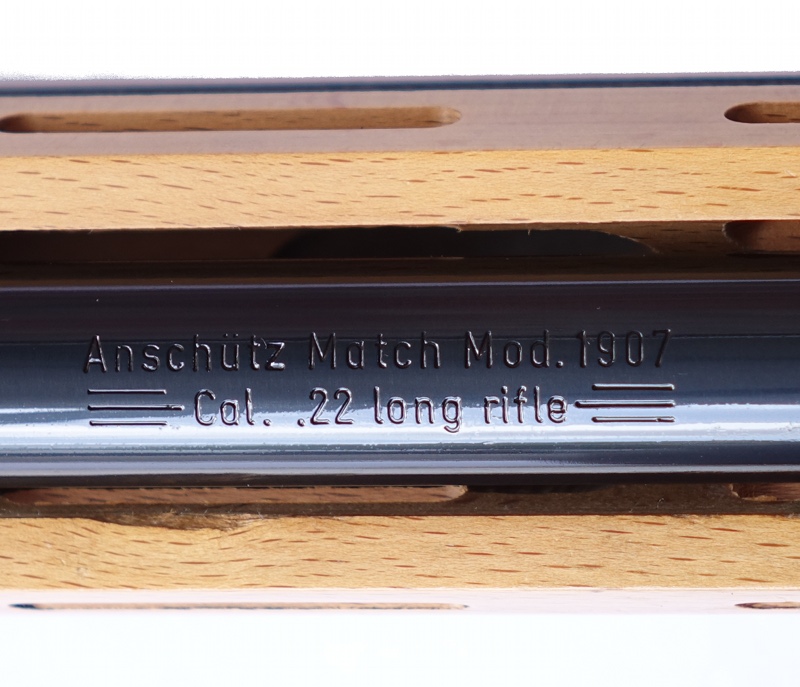 Anschütz Match Mod. 1907
Cal. .22 long rifle